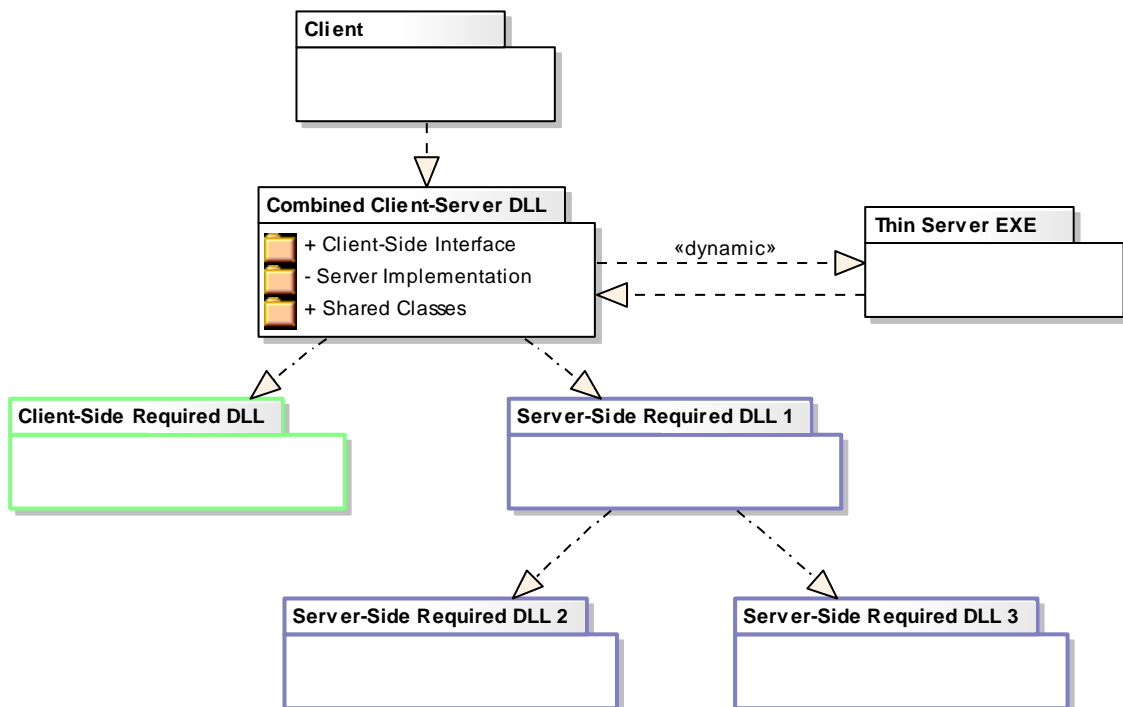 Client
Combined Client-Server DLL
+ Client-Side Interface
- Server Implementation
+ Shared Classes
«dynamic»
Thin Server EXE
Client-Side Required DLL
Server-Side Required DLL 1
Server-Side Required DLL 2
Server-Side Required DLL 3